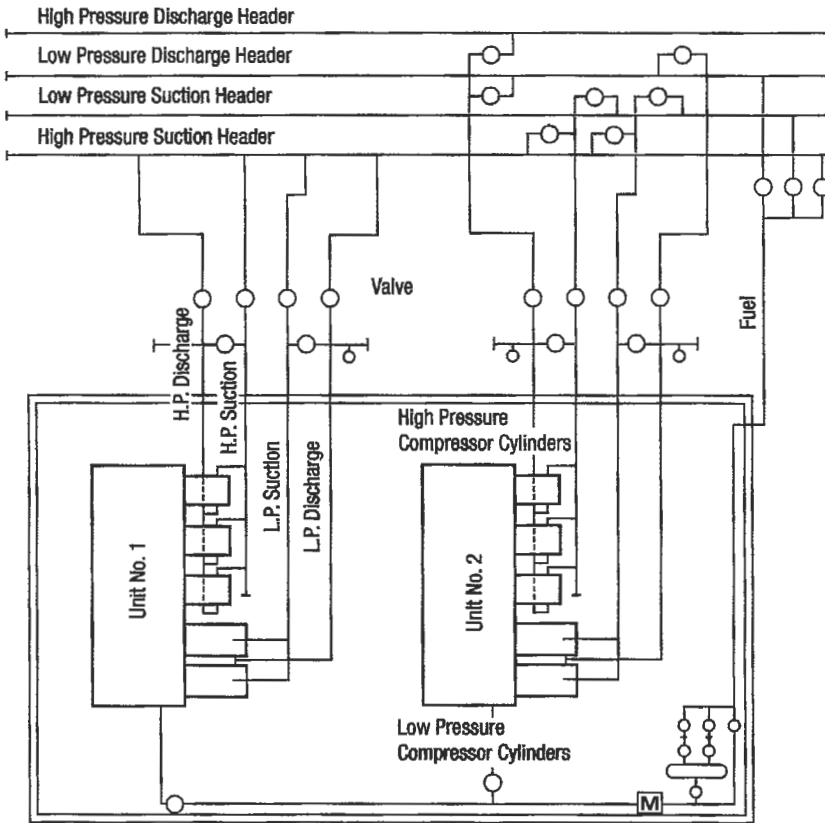 High Pressure Discharge Header
Low Pressure Discharge Header
Low Pressure Suction Header
High Pressure Suction Header
Valve
Fuel
H.P. Discharge
H.P. Suction
L.P. Suction
L.P. Discharge
High Pressure
Compressor Cylinders
Unit No. 1
Unit No. 2
Low Pressure
Compressor Cylinders
M